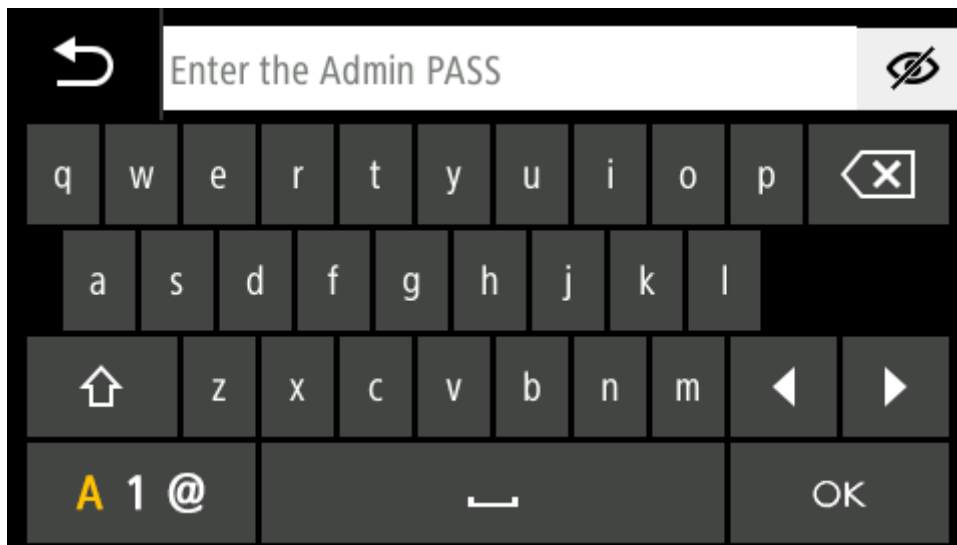 Enter the Admin PASS
q w e r t y u i o p
a s d f g h j k l
z x c v b n m
A 1 @ OK